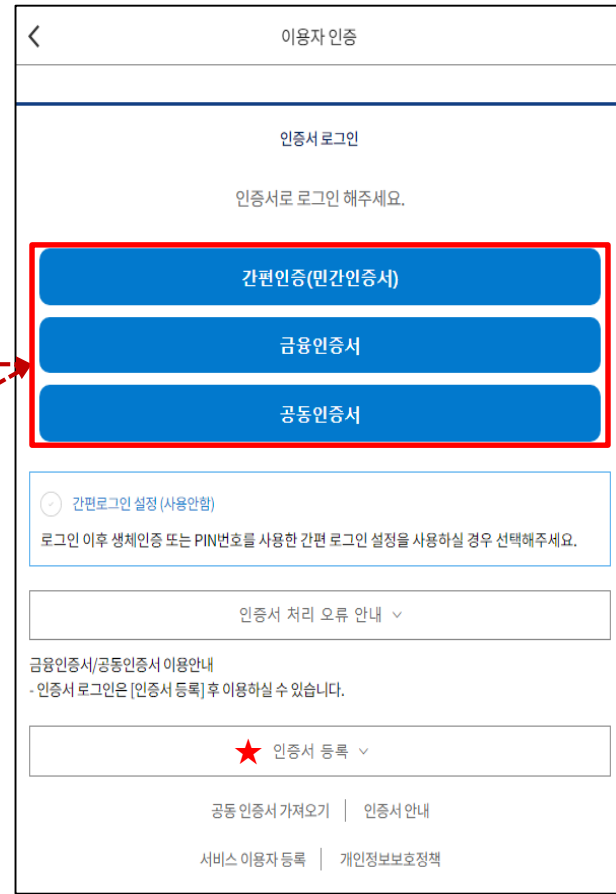 이용자 인증
인증서 로그인
인증서로 로그인 해주세요.
간편인증(민간인증서)
금융인증서
공동인증서
간편로그인 설정 (사용안함)
로그인 이후 생체인증 또는 PIN번호를 사용한 간편 로그인 설정을 사용하실 경우 선택해주세요.
인증서 처리 오류 안내
금융인증서/공동인증서 이용안내
- 인증서 로그인은 [인증서 등록] 후 이용하실 수 있습니다.
인증서 등록
공동 인증서 가져오기 | 인증서 안내
서비스 이용자 등록 | 개인정보보호정책